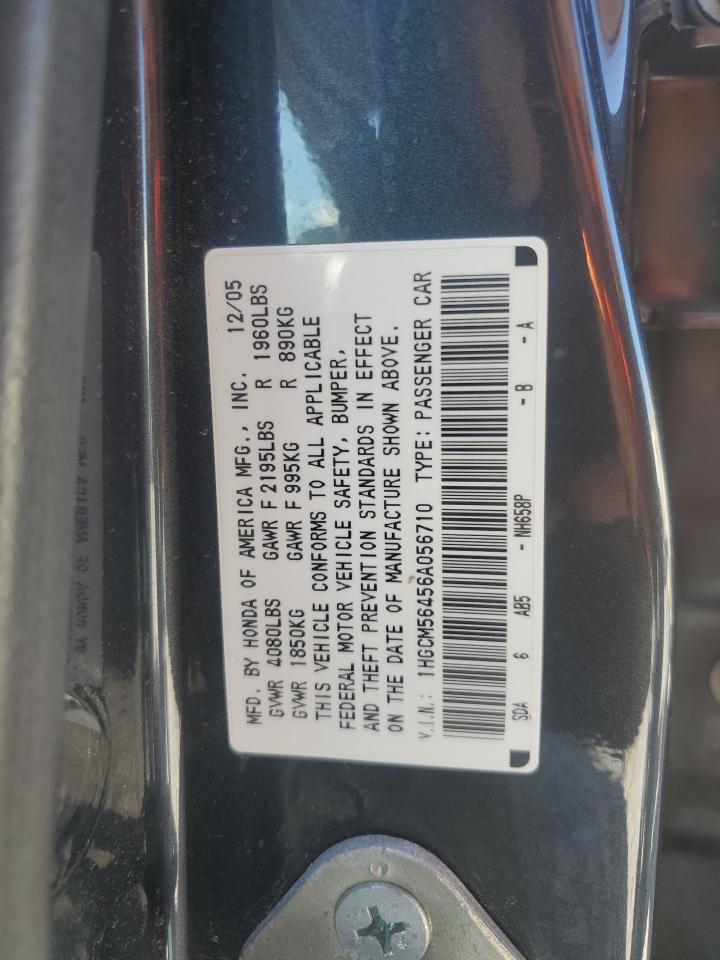 MFD. BY HONDA OF AMERICA MFG., INC. 12/05
GVWR 4080LBS GAWR F 2195LBS R 1960LBS
GVWR 1850KG GAWR F 995KG R 890KG
THIS VEHICLE CONFORMS TO ALL APPLICABLE
FEDERAL MOTOR VEHICLE SAFETY, BUMPER,
AND THEFT PREVENTION STANDARDS IN EFFECT
ON THE DATE OF MANUFACTURE SHOWN ABOVE.
V.I.N.: 1HGCM56456A056710 TYPE: PASSENGER CAR
SDA 6 AB5 - NH658P - B - A